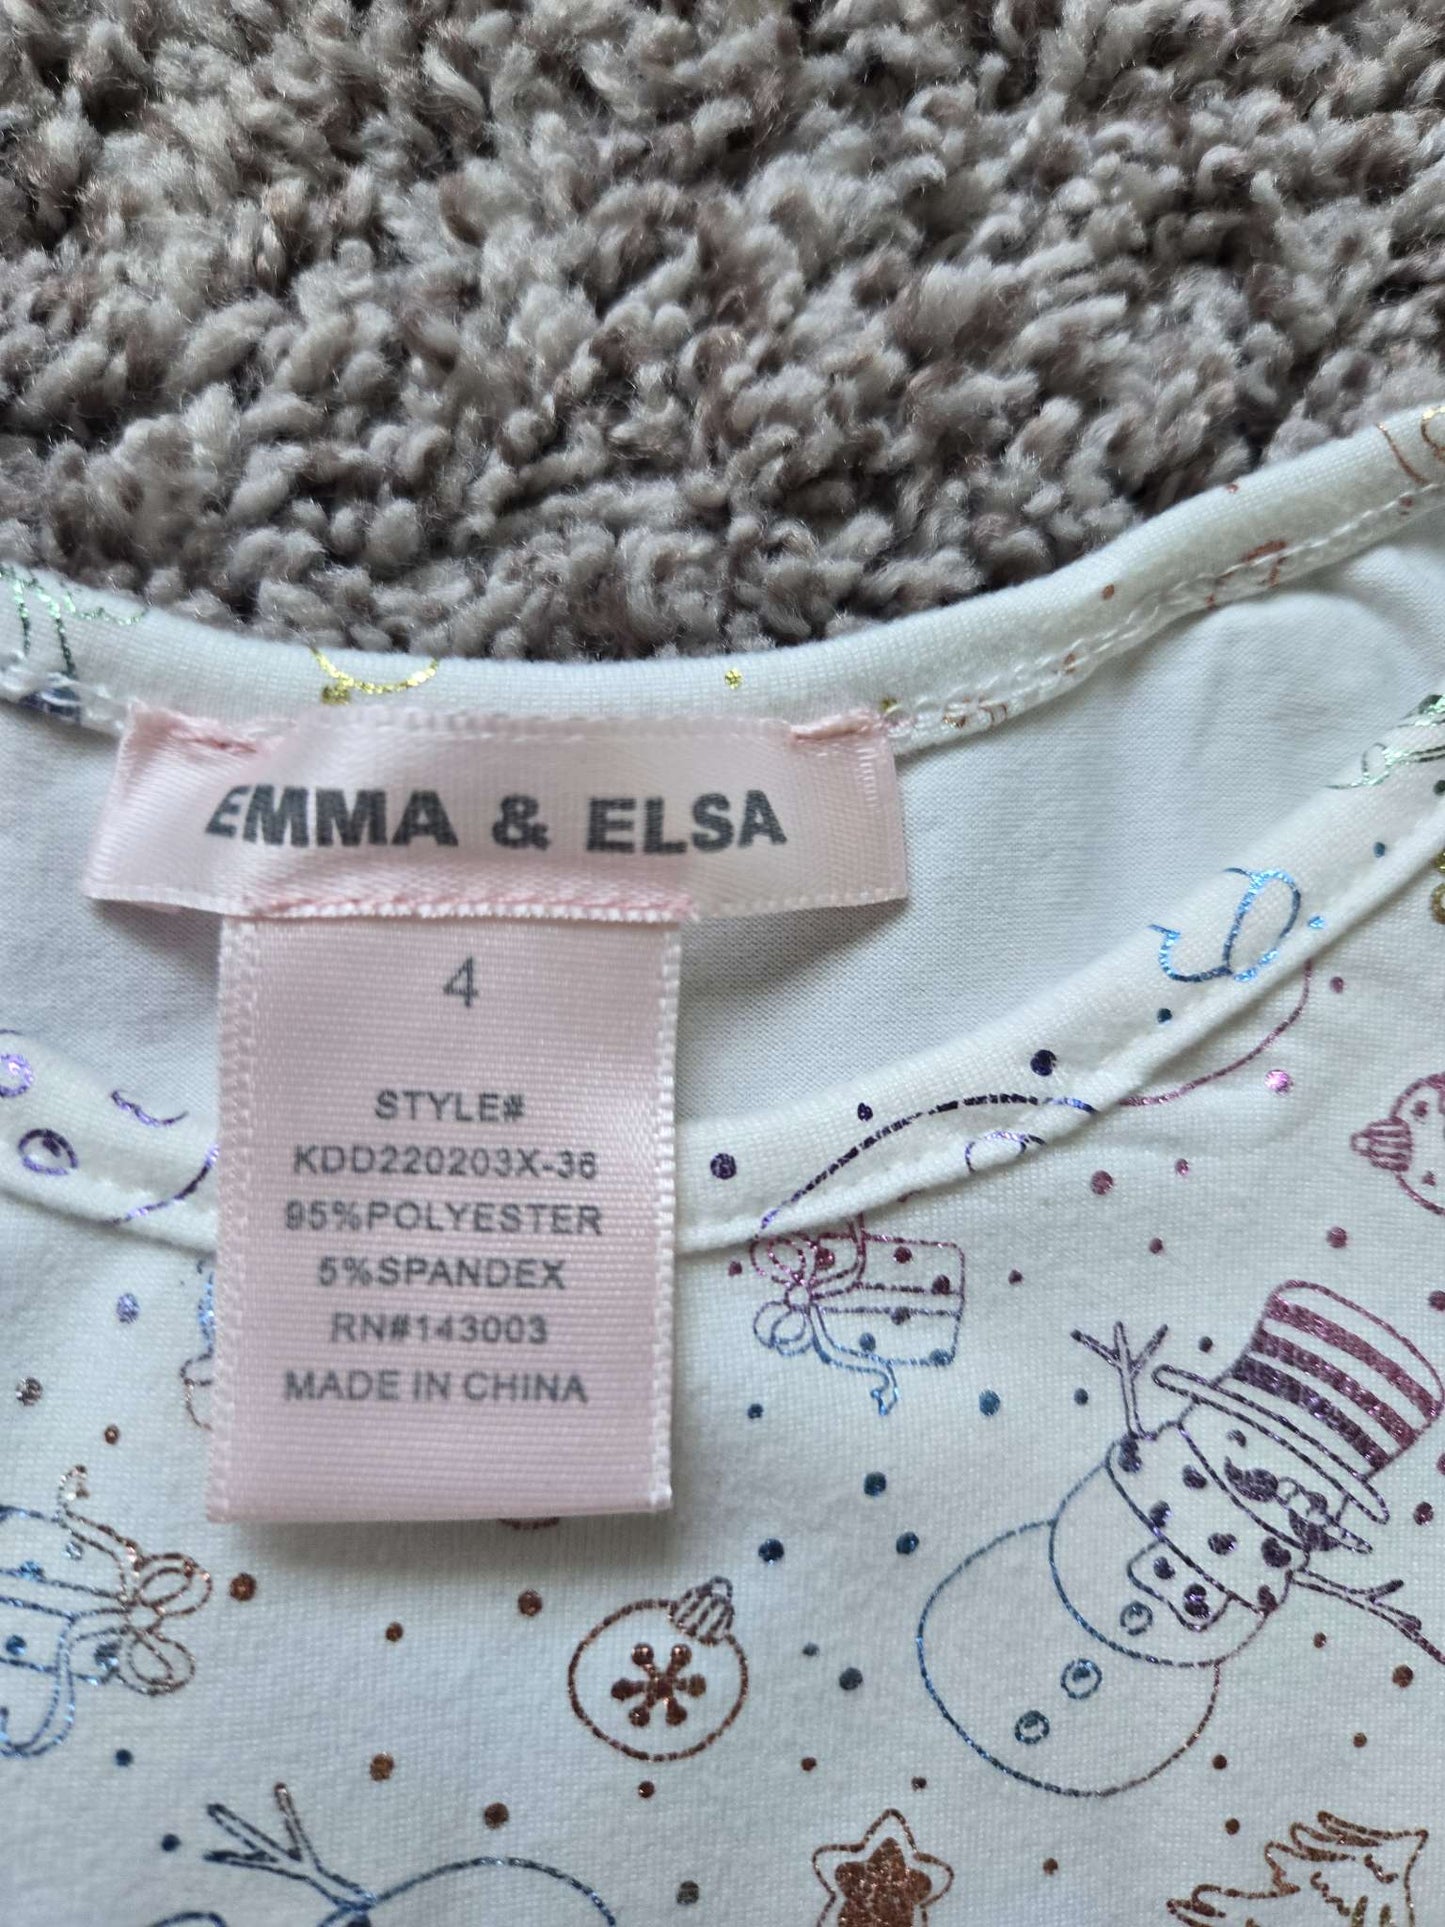 EMMA & ELSA
4
STYLE#
KDD220203X-36
95%POLYESTER
5%SPANDEX
RN#143003
MADE IN CHINA